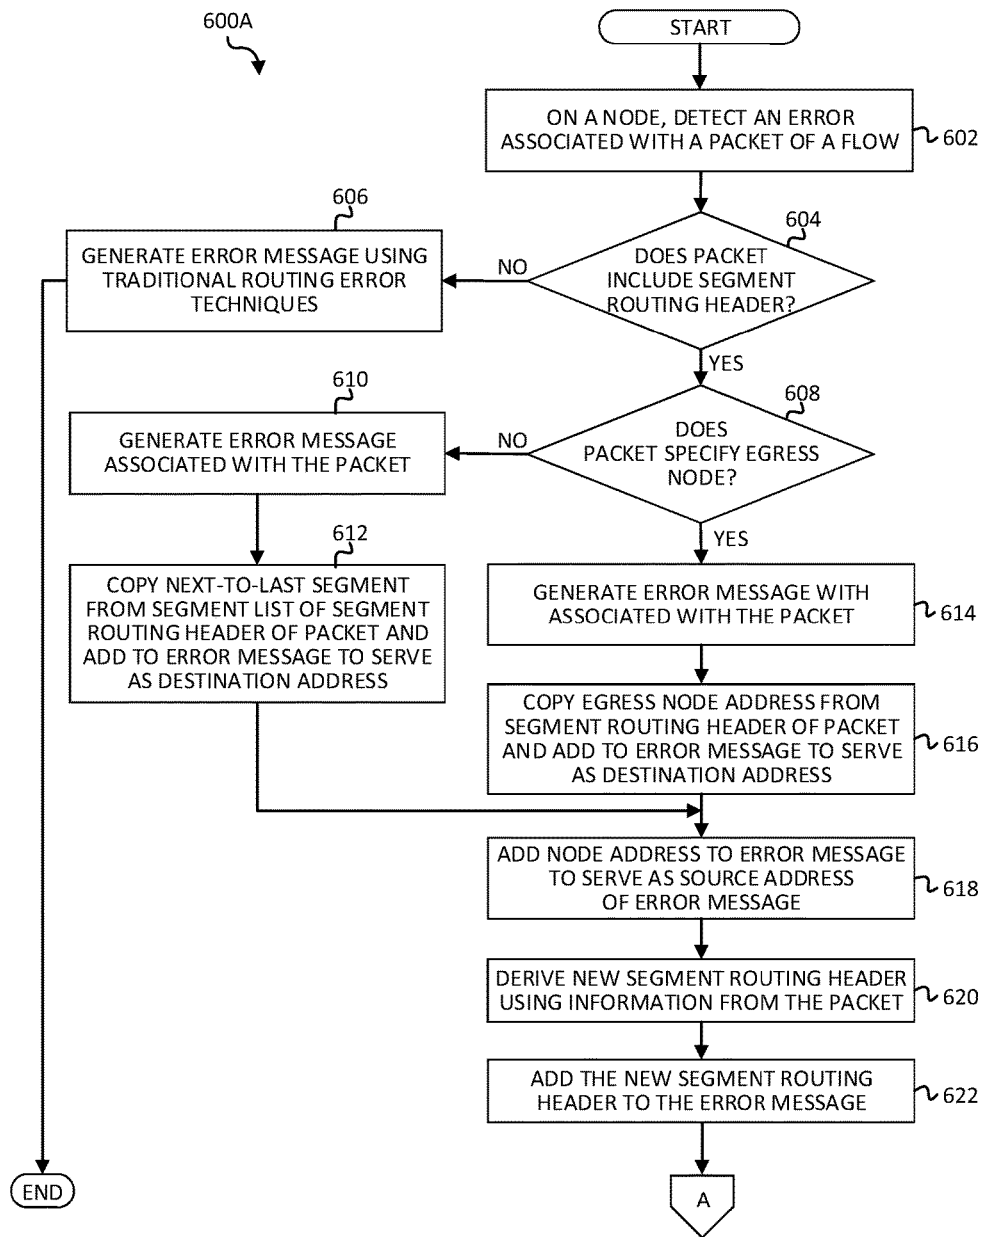 600A
START
ON A NODE, DETECT AN ERROR
ASSOCIATED WITH A PACKET OF A FLOW
602
606
GENERATE ERROR MESSAGE USING
TRADITIONAL ROUTING ERROR
TECHNIQUES
NO
604
DOES PACKET
INCLUDE SEGMENT
ROUTING HEADER?
YES
610
GENERATE ERROR MESSAGE
ASSOCIATED WITH THE PACKET
NO
608
DOES
PACKET SPECIFY EGRESS
NODE?
YES
612
COPY NEXT-TO-LAST SEGMENT
FROM SEGMENT LIST OF SEGMENT
ROUTING HEADER OF PACKET AND
ADD TO ERROR MESSAGE TO SERVE
AS DESTINATION ADDRESS
GENERATE ERROR MESSAGE WITH
ASSOCIATED WITH THE PACKET
614
COPY EGRESS NODE ADDRESS FROM
SEGMENT ROUTING HEADER OF PACKET
AND ADD TO ERROR MESSAGE TO SERVE
AS DESTINATION ADDRESS
616
ADD NODE ADDRESS TO ERROR MESSAGE
TO SERVE AS SOURCE ADDRESS
OF ERROR MESSAGE
618
DERIVE NEW SEGMENT ROUTING HEADER
USING INFORMATION FROM THE PACKET
620
ADD THE NEW SEGMENT ROUTING
HEADER TO THE ERROR MESSAGE
622
END
A